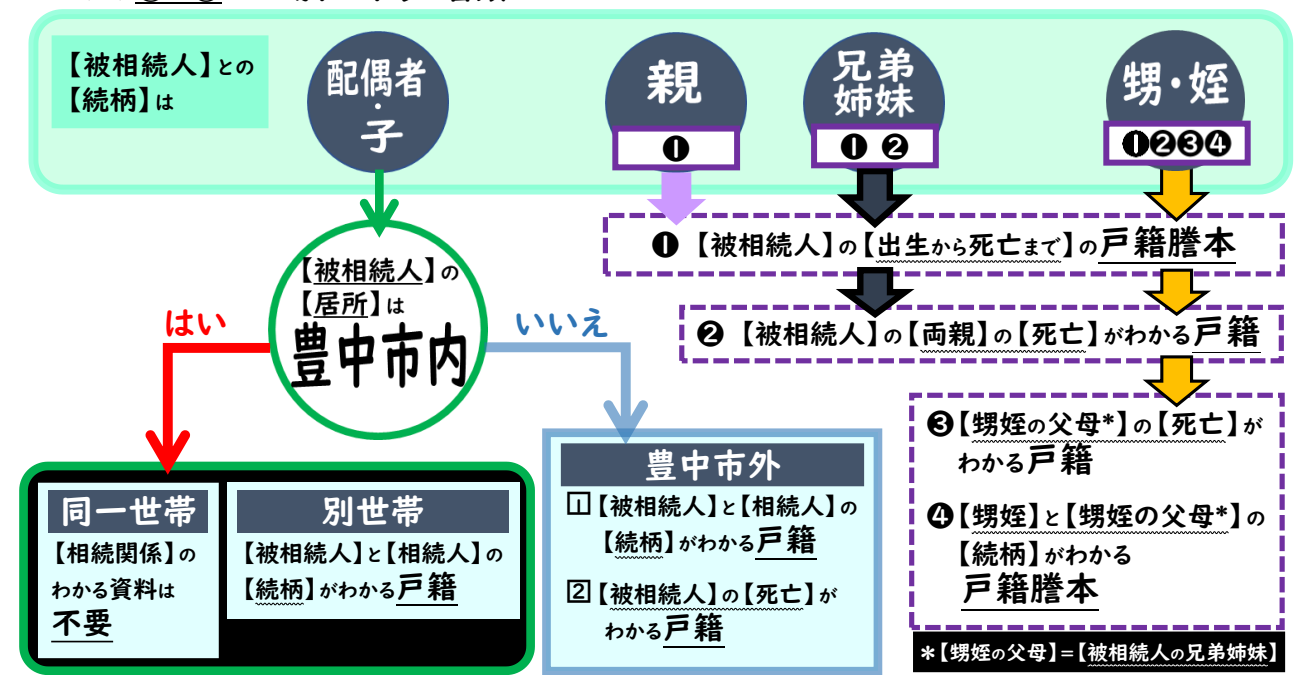 【被相続人】との
【続柄】は
配偶者
・
子
親
❶
兄弟
姉妹
❶ ❷
甥・姪
❶❷❸❹
❶ 【被相続人】の【出生から死亡まで】の戸籍謄本
❷ 【被相続人】の【両親】の【死亡】がわかる戸籍
❸【甥姪の父母*】の【死亡】が
わかる戸籍
❹【甥姪】と【甥姪の父母*】の
【続柄】がわかる
戸籍謄本
*【甥姪の父母】=【被相続人の兄弟姉妹】
【被相続人】の
【居所】は
豊中市内
はい
いいえ
同一世帯
【相続関係】の
わかる資料は
不要
別世帯
【被相続人】と【相続人】の
【続柄】がわかる戸籍
豊中市外
1【被相続人】と【相続人】の
【続柄】がわかる戸籍
2【被相続人】の【死亡】が
わかる戸籍